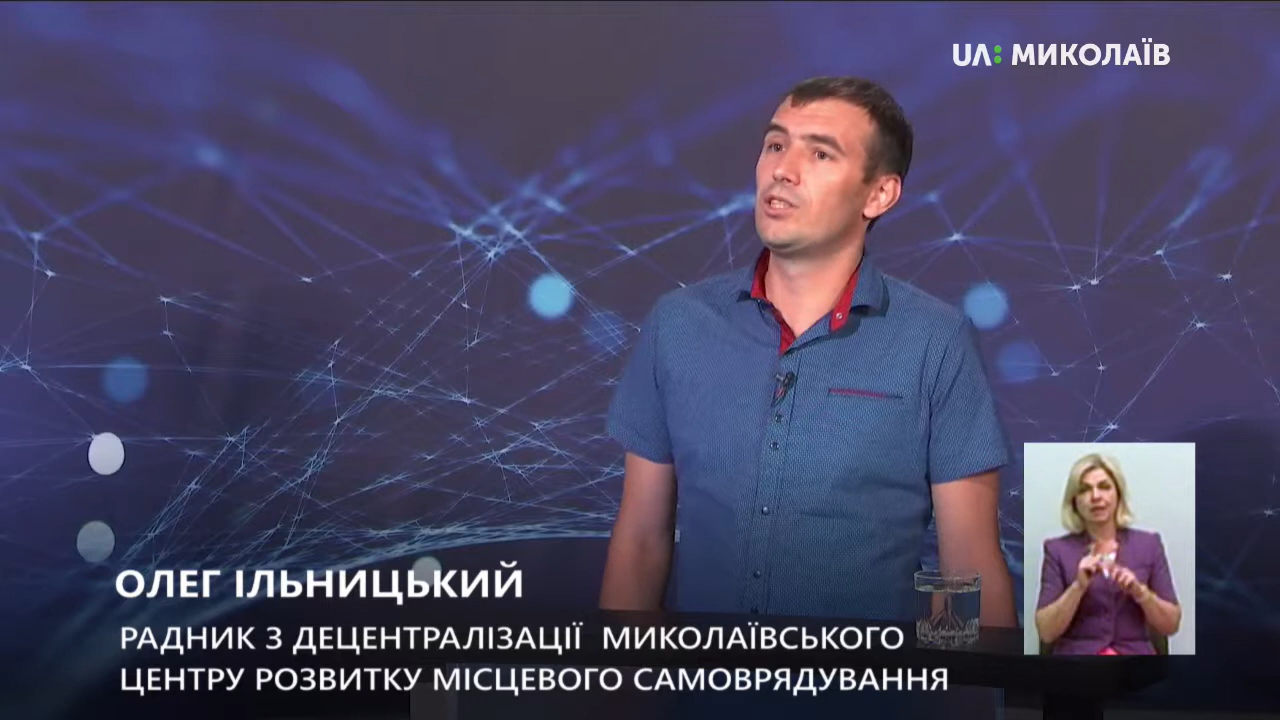 UA: МИКОЛАЇВ
ОЛЕГ ІЛЬНИЦЬКИЙ
РАДНИК З ДЕЦЕНТРАЛІЗАЦІЇ МИКОЛАЇВСЬКОГО
ЦЕНТРУ РОЗВИТКУ МІСЦЕВОГО САМОВРЯДУВАННЯ